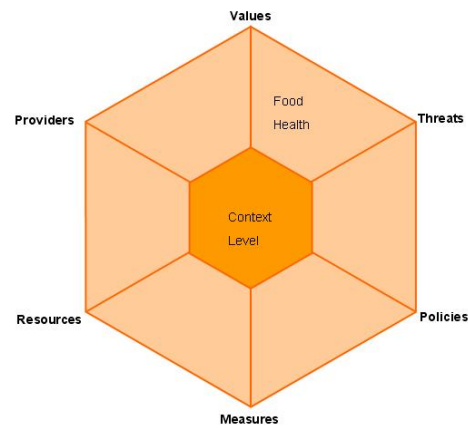 Values
Food
Health
Providers
Threats
Context
Level
Resources
Policies
Measures